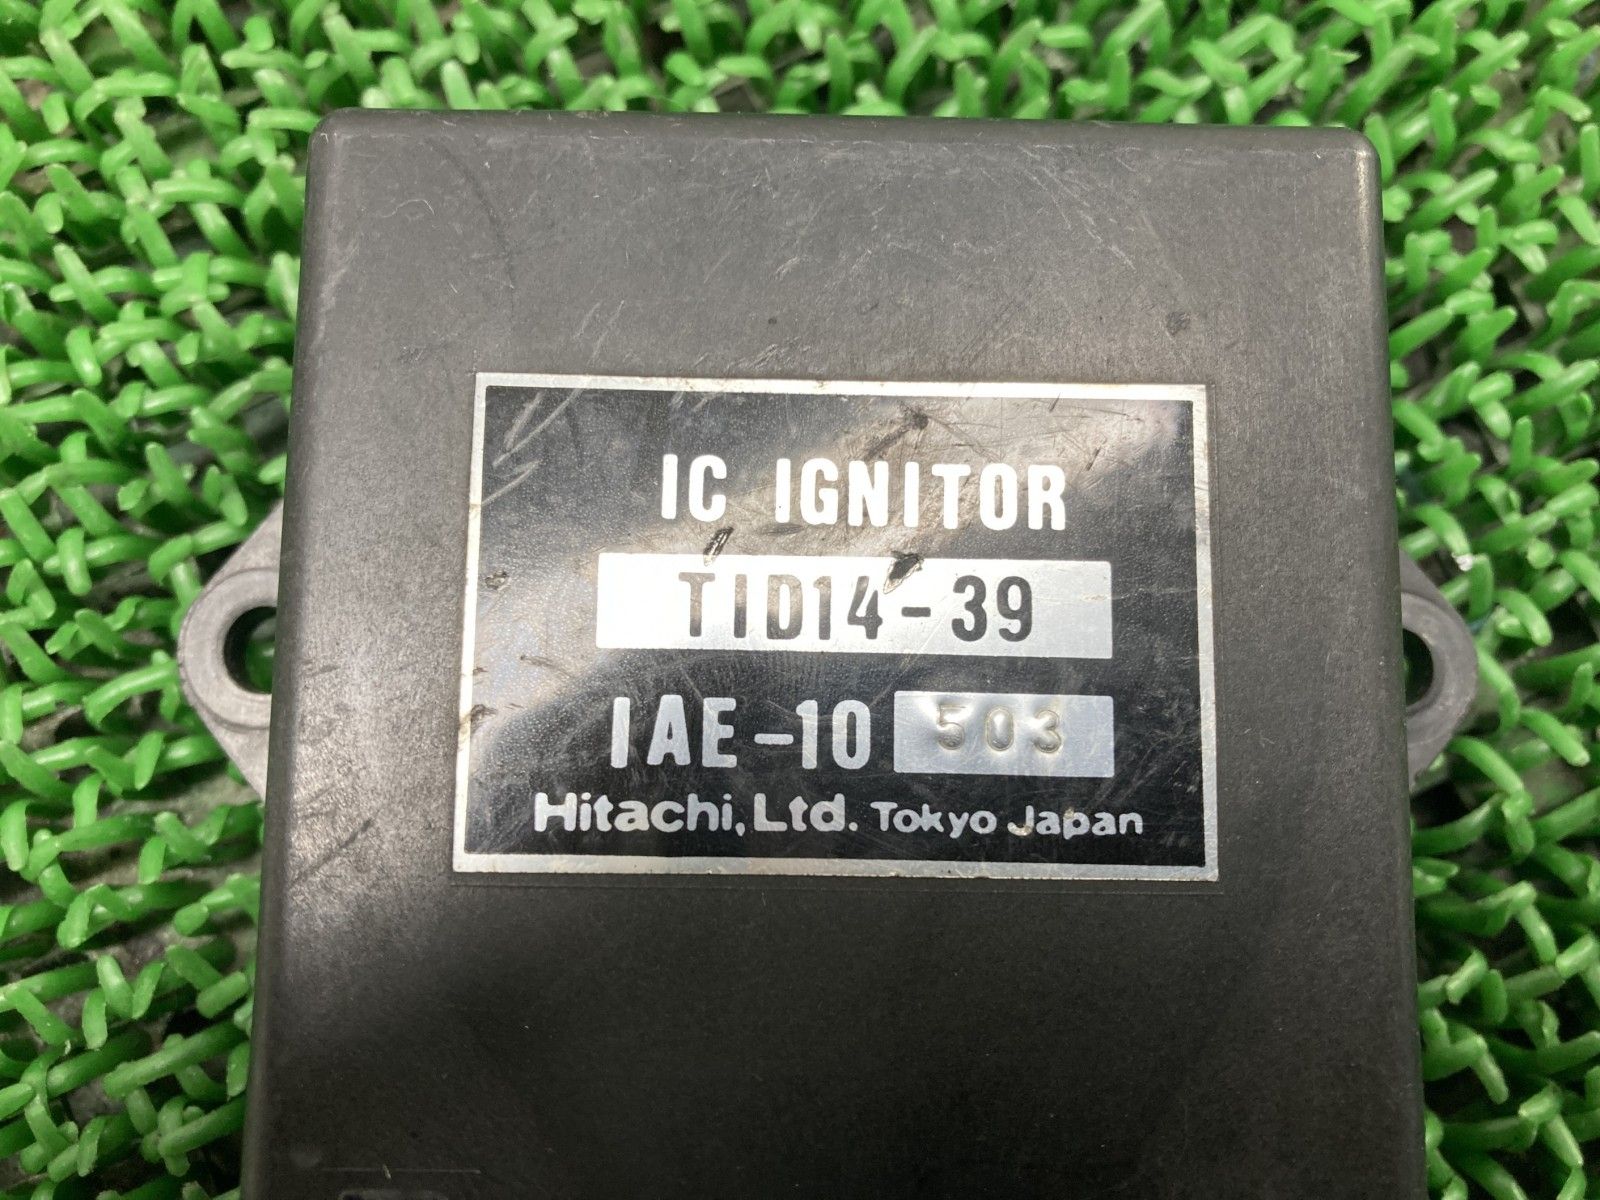 IC IGNITOR
TID14-39
IAE-10 503
Hitachi, Ltd. Tokyo Japan